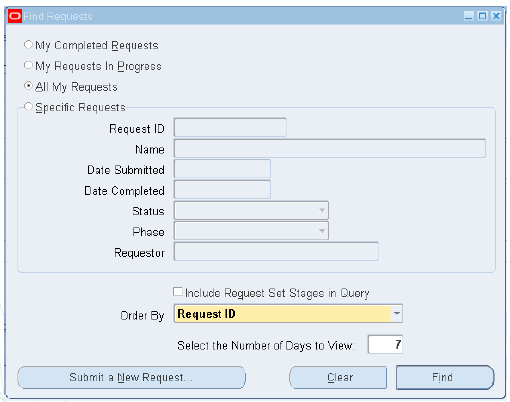 Find Requests
My Completed Requests
My Requests In Progress
All My Requests
Specific Requests
Request ID
Name
Date Submitted
Date Completed
Status
Phase
Requestor
Include Request Set Stages in Query
Order By Request ID
Select the Number of Days to View: 7
Submit a New Request... Clear Find